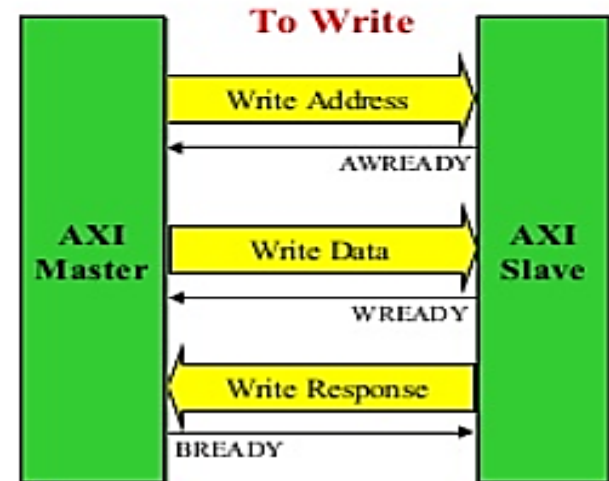 To Write
Write Address
AWREADY
AXI
Master
Write Data
AXI
Slave
WREADY
Write Response
BREADY